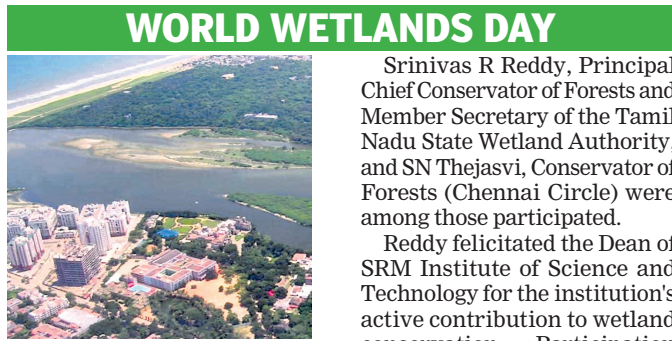 WORLD WETLANDS DAY
Srinivas R Reddy, Principal
Chief Conservator of Forests and
Member Secretary of the Tamil
Nadu State Wetland Authority,
and SN Thejasvi, Conservator of
Forests (Chennai Circle) were
among those participated.
Reddy felicitated the Dean of
SRM Institute of Science and
Technology for the institution's
active contribution to wetland
conservation. Participation